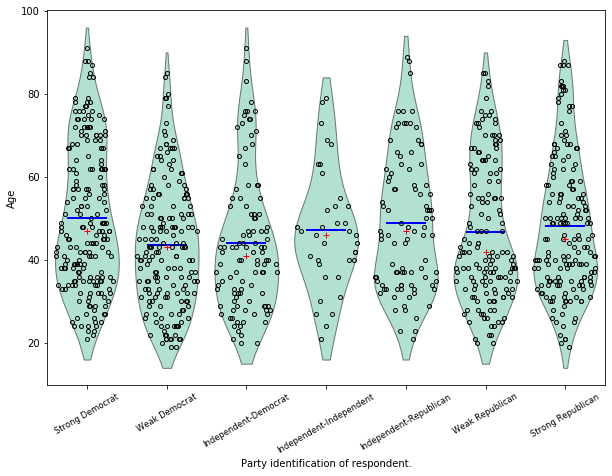 100
80
60
40
20
Age
Strong Democrat
Weak Democrat
Independent-Democrat
Independent-Independent
Independent-Republican
Weak Republican
Strong Republican
Party identification of respondent.